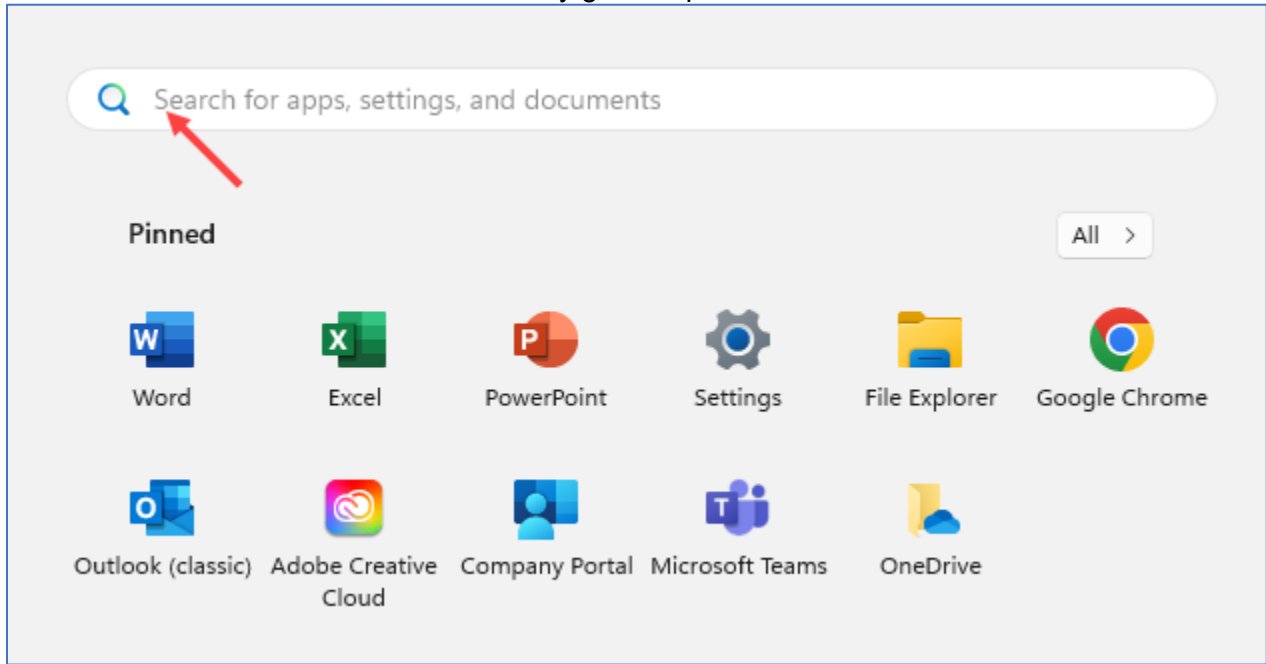 Search for apps, settings, and documents
Pinned
All >
W
X
P
Word
Excel
PowerPoint
Settings
File Explorer
Google Chrome
O
T
Outlook (classic)
Adobe Creative
Cloud
Company Portal
Microsoft Teams
OneDrive